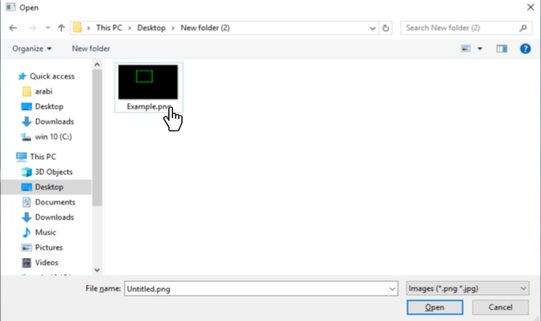 Open
This PC > Desktop > New folder (2)
Search New folder (2)
Organize
New folder
Quick access
arabi
Desktop
Downloads
win 10 (C:)
This PC
3D Objects
Desktop
Documents
Downloads
Music
Pictures
Videos
Example.png
File name: Untitled.png
Images (*.png *.jpg)
Open
Cancel